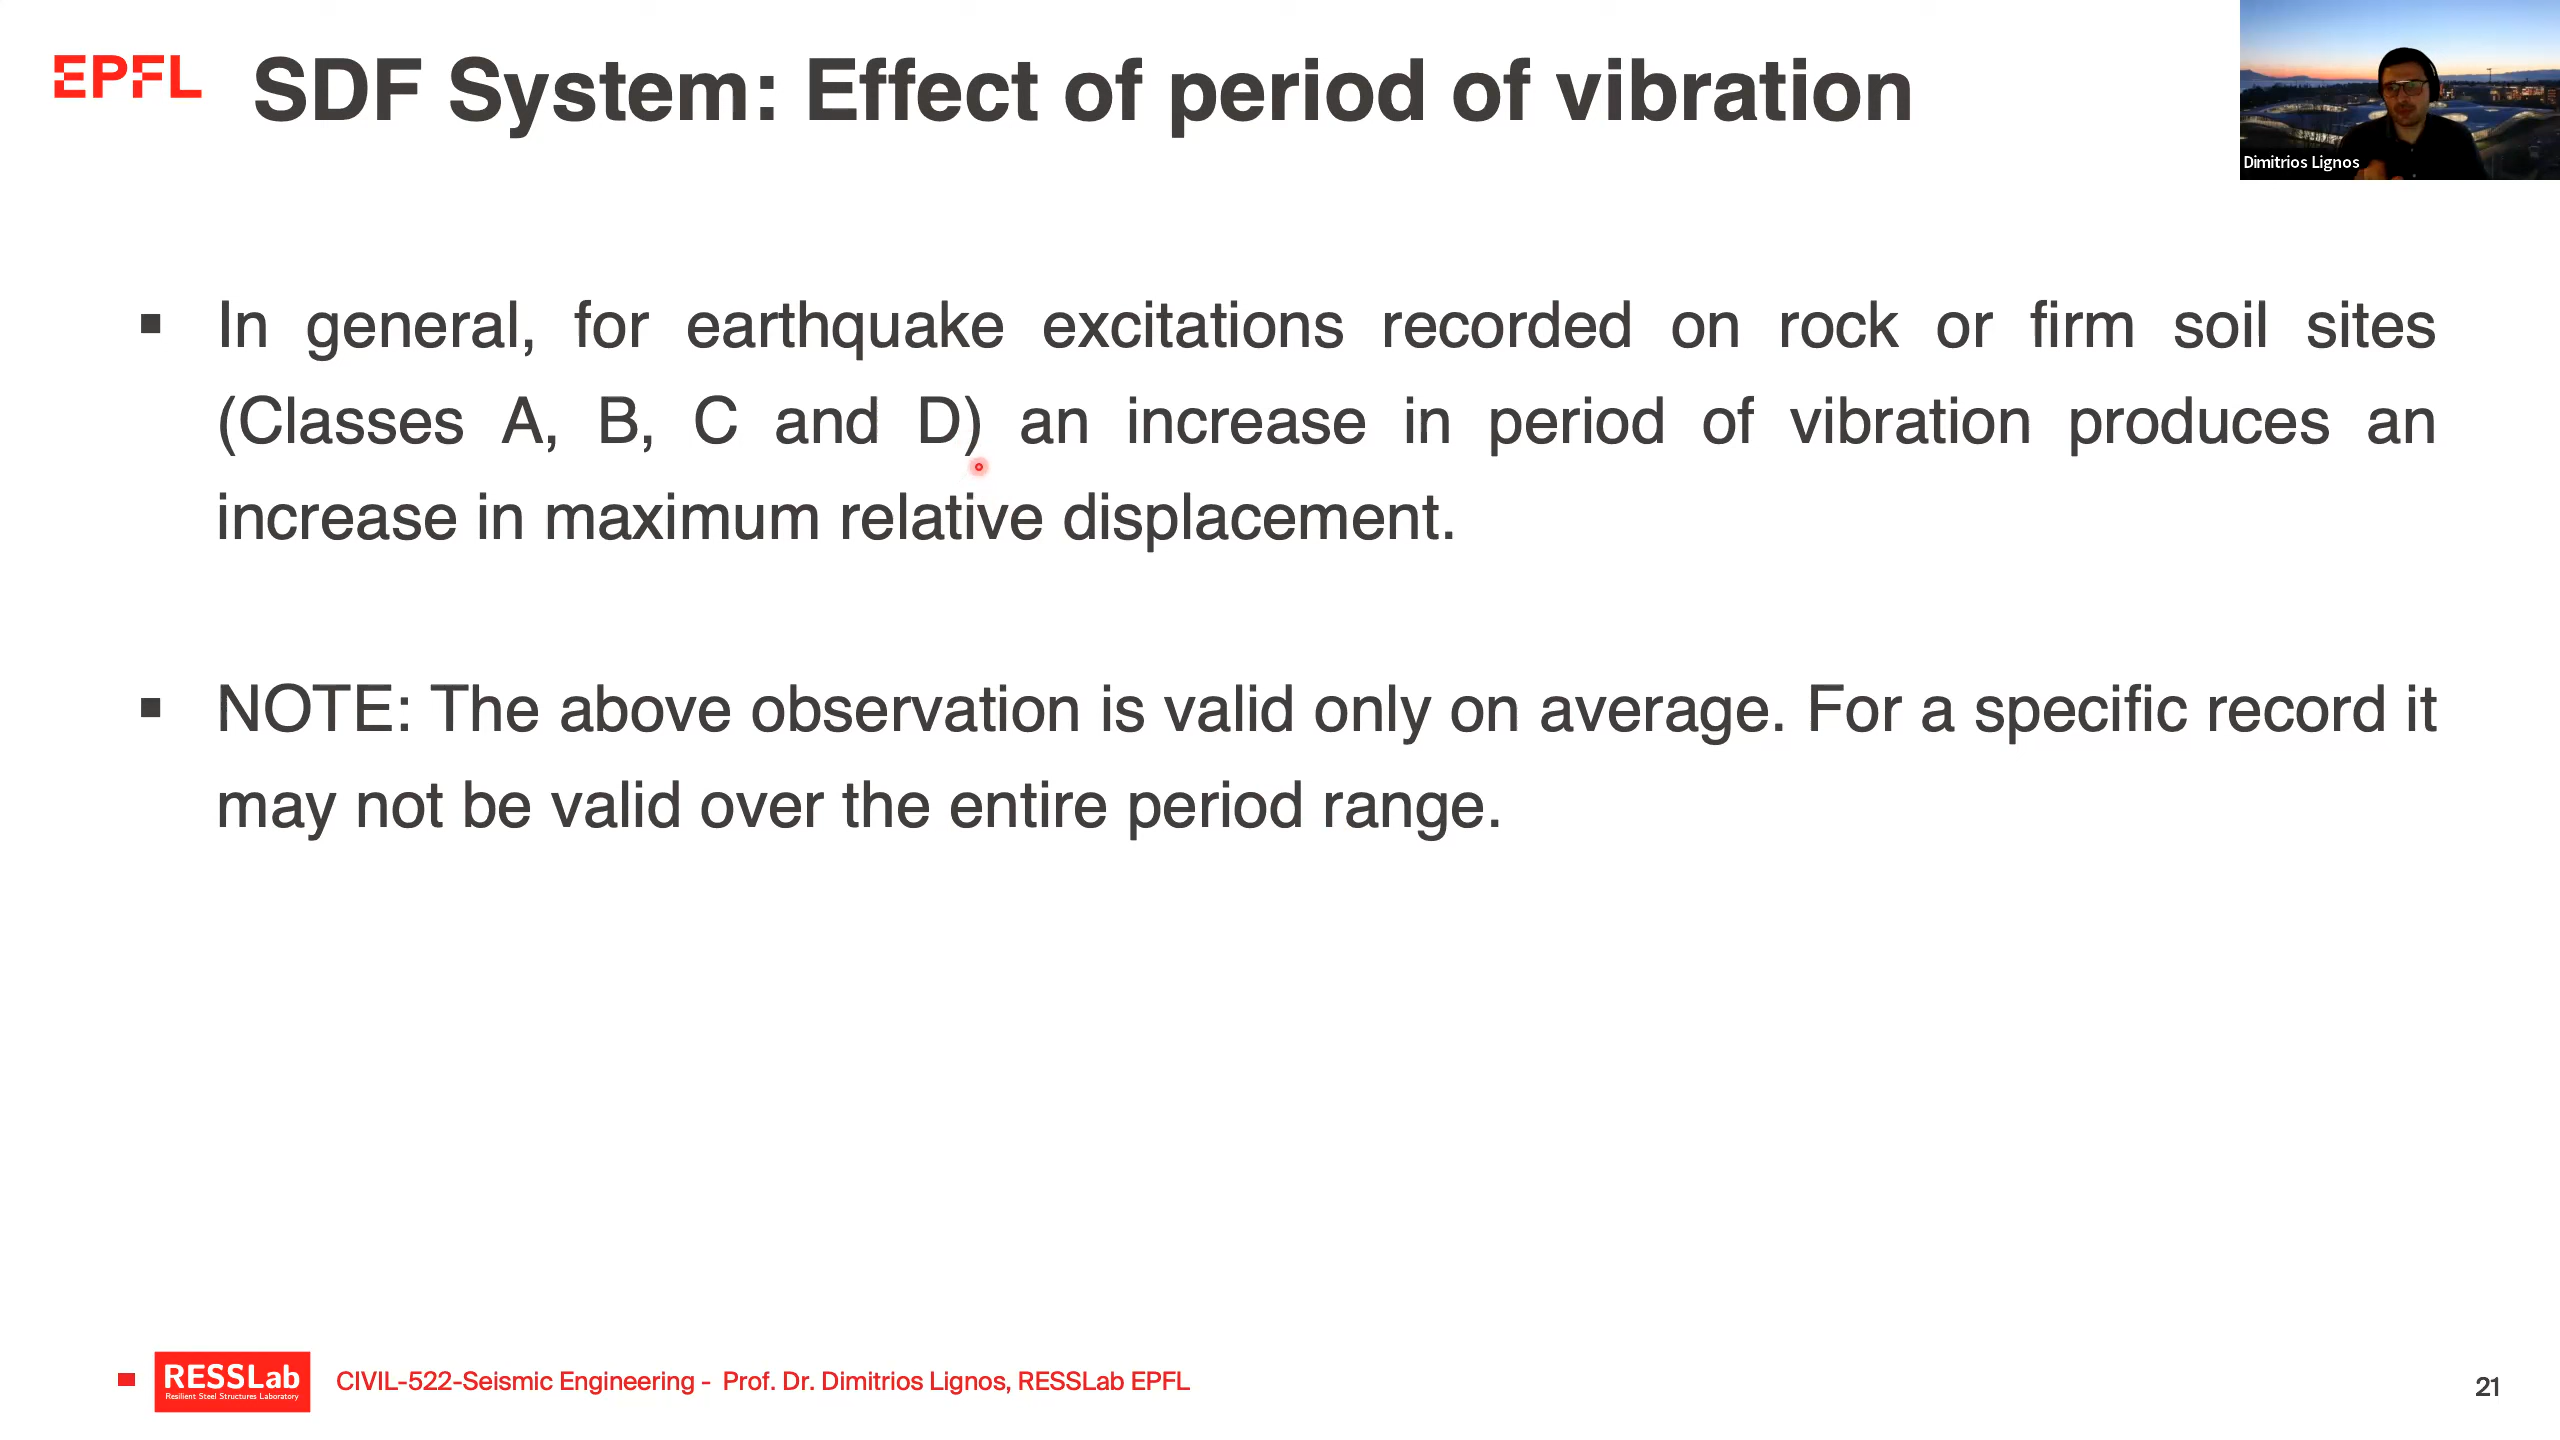 EPFL
SDF System: Effect of period of vibration
Dimitrios Lignos
▪ In general, for earthquake excitations recorded on rock or firm soil sites
(Classes A, B, C and D) an increase in period of vibration produces an
increase in maximum relative displacement.
▪ NOTE: The above observation is valid only on average. For a specific record it
may not be valid over the entire period range.
RESSLab
Resilient Steel Structures Laboratory
CIVIL-522-Seismic Engineering - Prof. Dr. Dimitrios Lignos, RESSLab EPFL
21